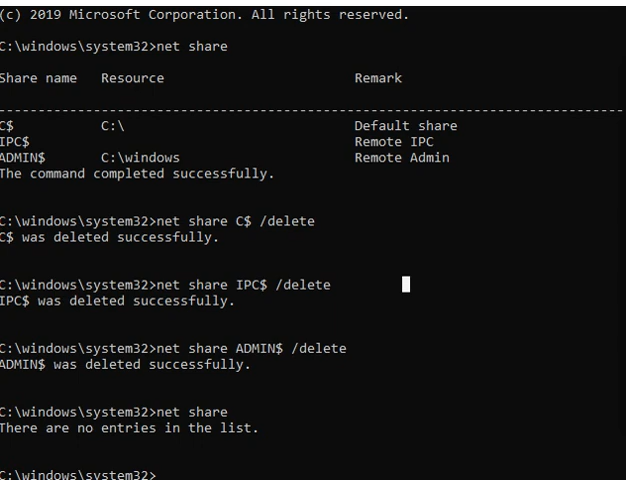 (c) 2019 Microsoft Corporation. All rights reserved.
C:\windows\system32>net share
Share name   Resource                        Remark
-------------------------------------------------------------------------------
C$           C:\                             Default share
IPC$                                         Remote IPC
ADMIN$       C:\windows                      Remote Admin
The command completed successfully.
C:\windows\system32>net share C$ /delete
C$ was deleted successfully.
C:\windows\system32>net share IPC$ /delete
IPC$ was deleted successfully.
C:\windows\system32>net share ADMIN$ /delete
ADMIN$ was deleted successfully.
C:\windows\system32>net share
There are no entries in the list.
C:\windows\system32>